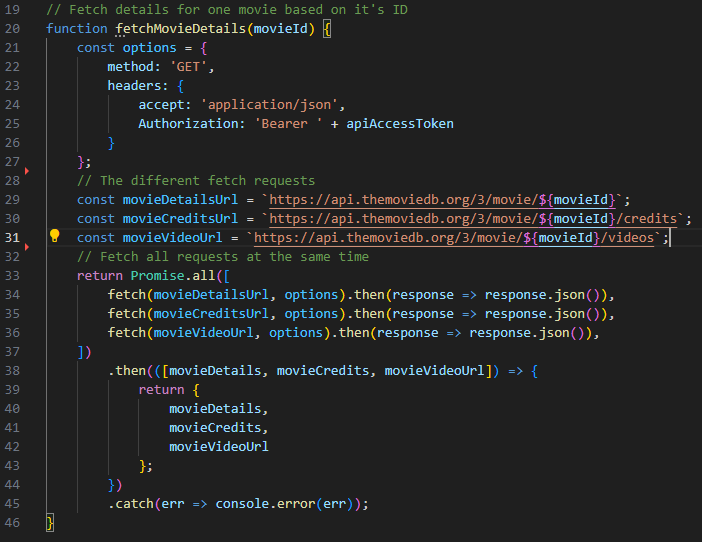 19 // Fetch details for one movie based on it's ID
20 function fetchMovieDetails(movieId) {
21     const options = {
22         method: 'GET',
23         headers: {
24             accept: 'application/json',
25             Authorization: 'Bearer ' + apiAccessToken
26         }
27     };
28     // The different fetch requests
29     const movieDetailsUrl = `https://api.themoviedb.org/3/movie/${movieId}`;
30     const movieCreditsUrl = `https://api.themoviedb.org/3/movie/${movieId}/credits`;
31     const movieVideoUrl = `https://api.themoviedb.org/3/movie/${movieId}/videos`;
32     // Fetch all requests at the same time
33     return Promise.all([
34         fetch(movieDetailsUrl, options).then(response => response.json()),
35         fetch(movieCreditsUrl, options).then(response => response.json()),
36         fetch(movieVideoUrl, options).then(response => response.json()),
37     ])
38         .then(([movieDetails, movieCredits, movieVideoUrl]) => {
39             return {
40                 movieDetails,
41                 movieCredits,
42                 movieVideoUrl
43             };
44         })
45         .catch(err => console.error(err));
46 }